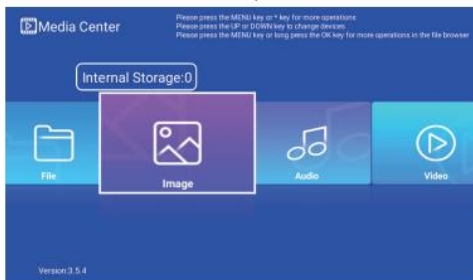 Media Center
Please press the MENU key or * key for more operations
Please press the UP or DOWN key to change devices
Please press the MENU key or long press the OK key for more operations in the file browser
Internal Storage:0
File
Image
Audio
Video
Version:3.5.4